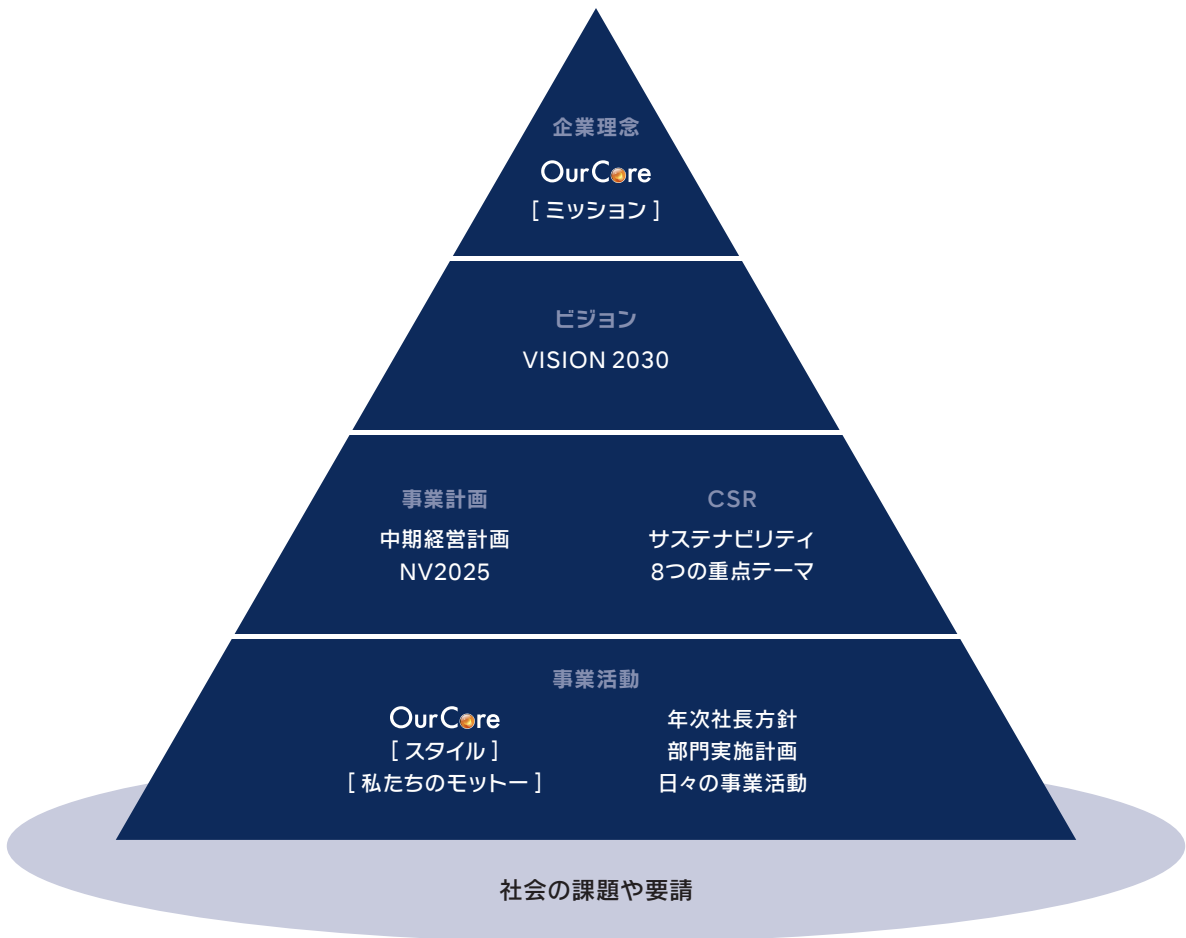 企業理念
OurCore
[ ミッション ]
ビジョン
VISION 2030
事業計画
中期経営計画
NV2025
CSR
サステナビリティ
8つの重点テーマ
事業活動
OurCore
[ スタイル ]
[ 私たちのモットー ]
年次社長方針
部門実施計画
日々の事業活動
社会の課題や要請